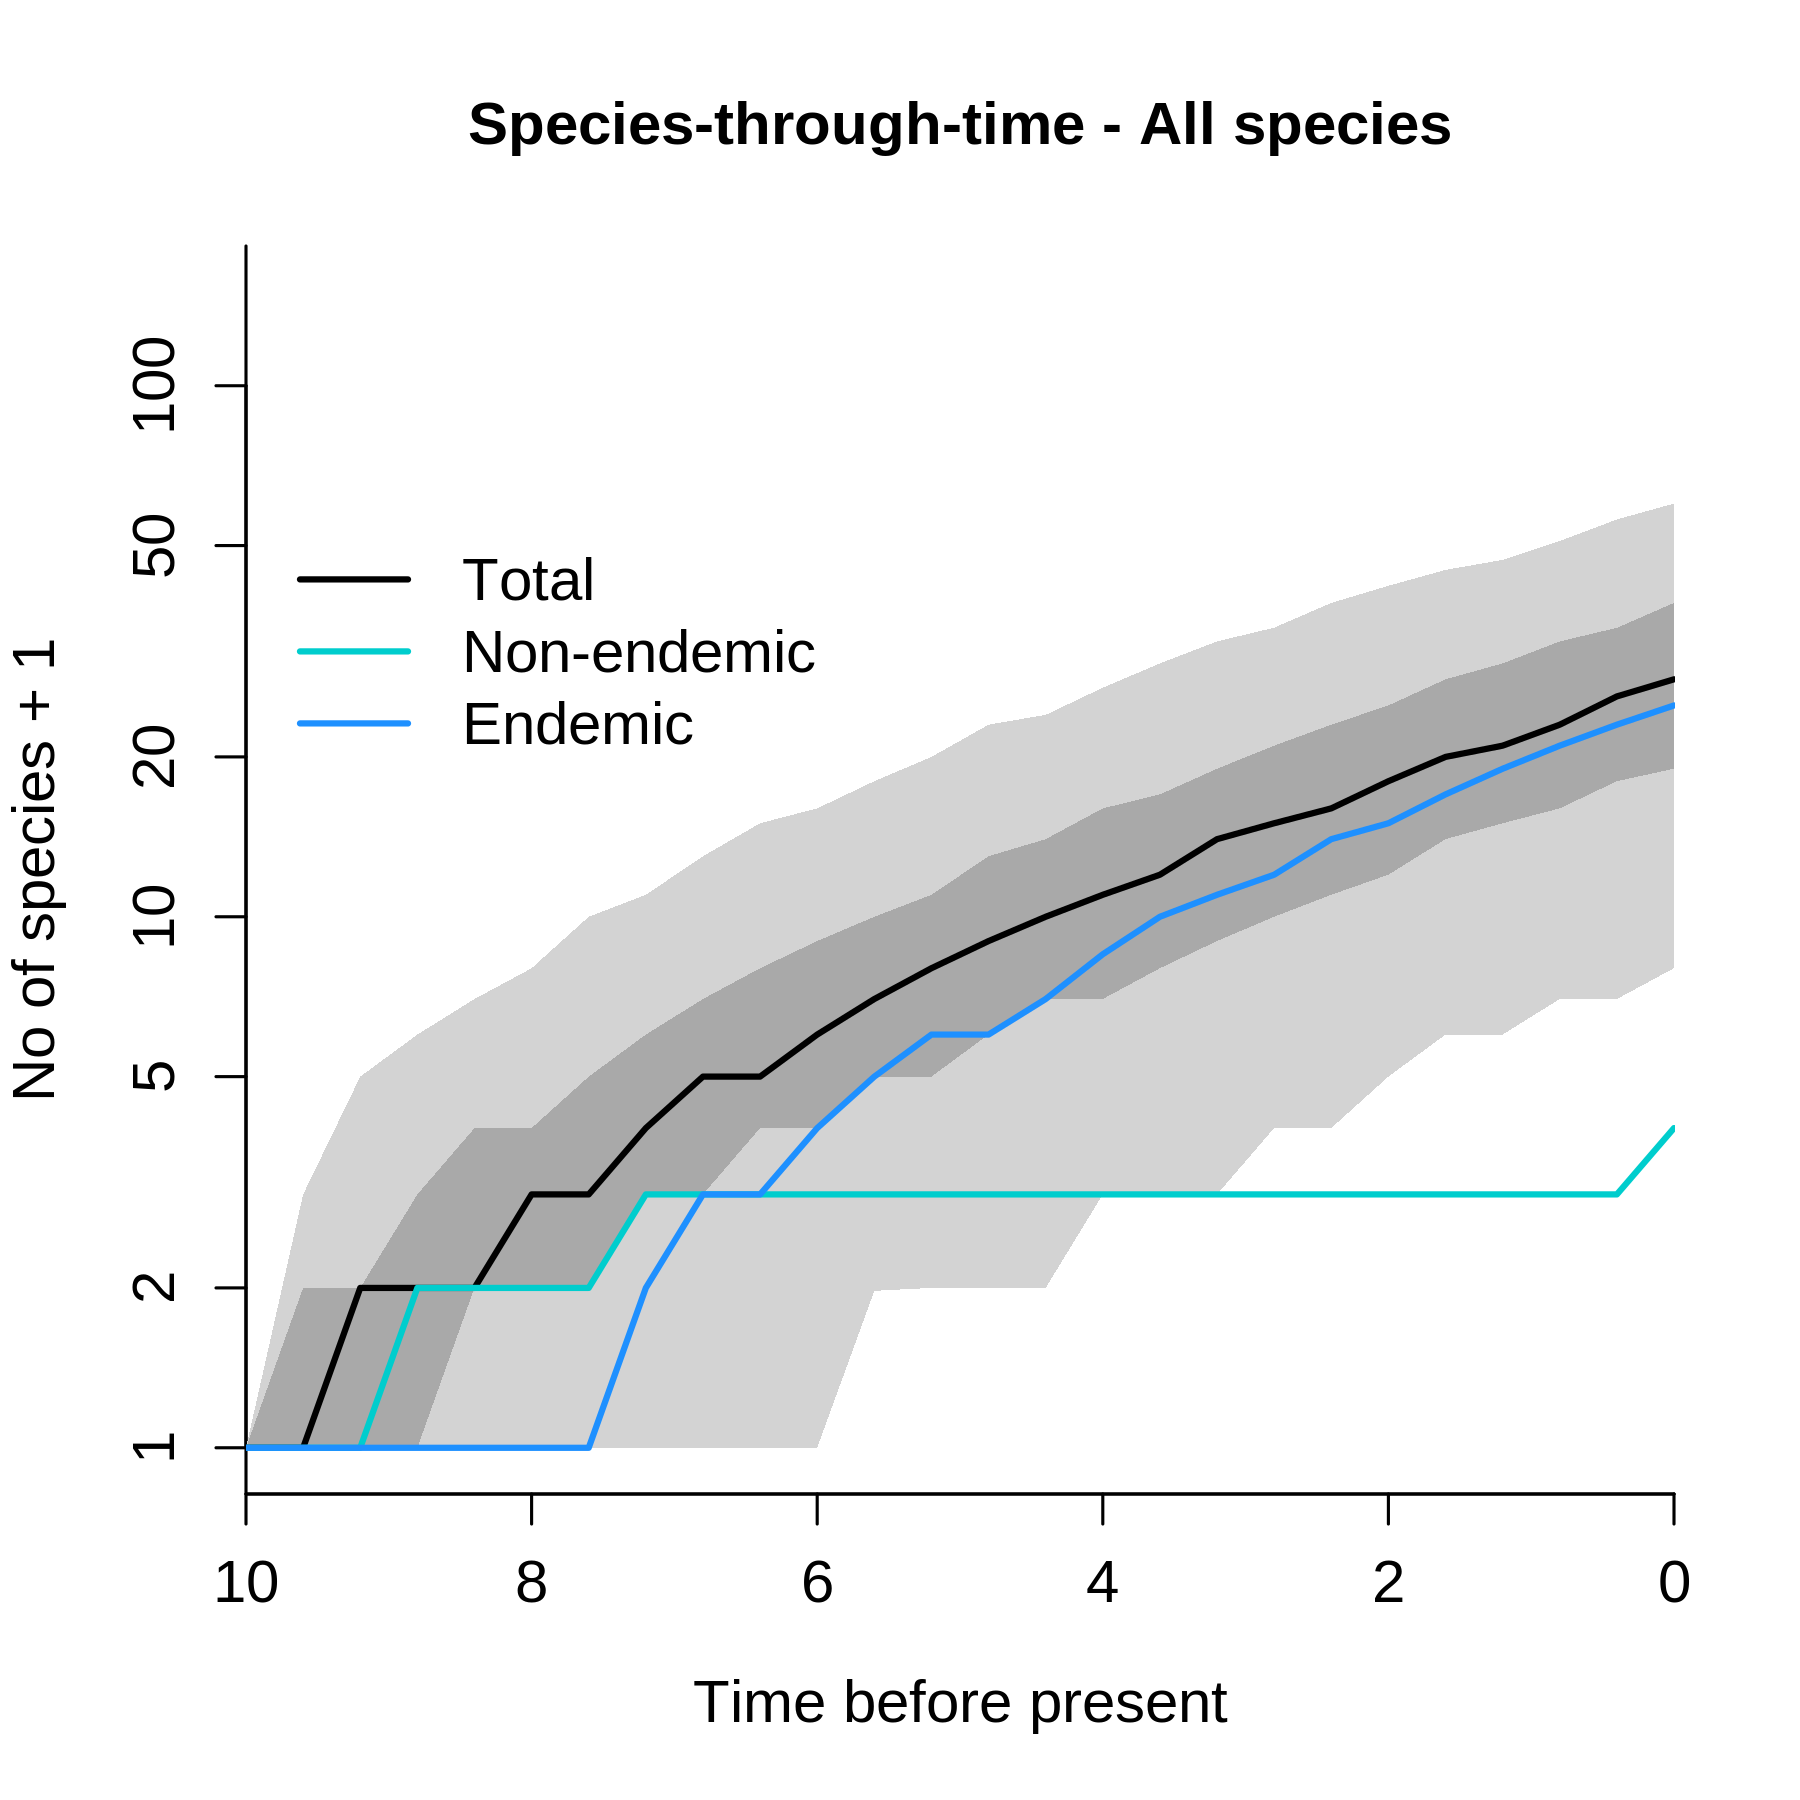 Species-through-time - All species
No of species + 1
100
50
20
10
5
2
1
Total
Non-endemic
Endemic
10 8 6 4 2 0
Time before present